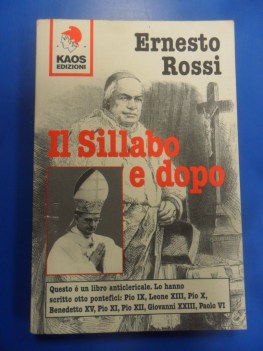 KAOS
EDIZIONI
Ernesto
Rossi
Il Sillabo
e dopo
Questo è un libro anticlericale. Lo hanno
scritto otto pontefici: Pio IX, Leone XIII, Pio X,
Benedetto XV, Pio XI, Pio XII, Giovanni XXIII, Paolo VI